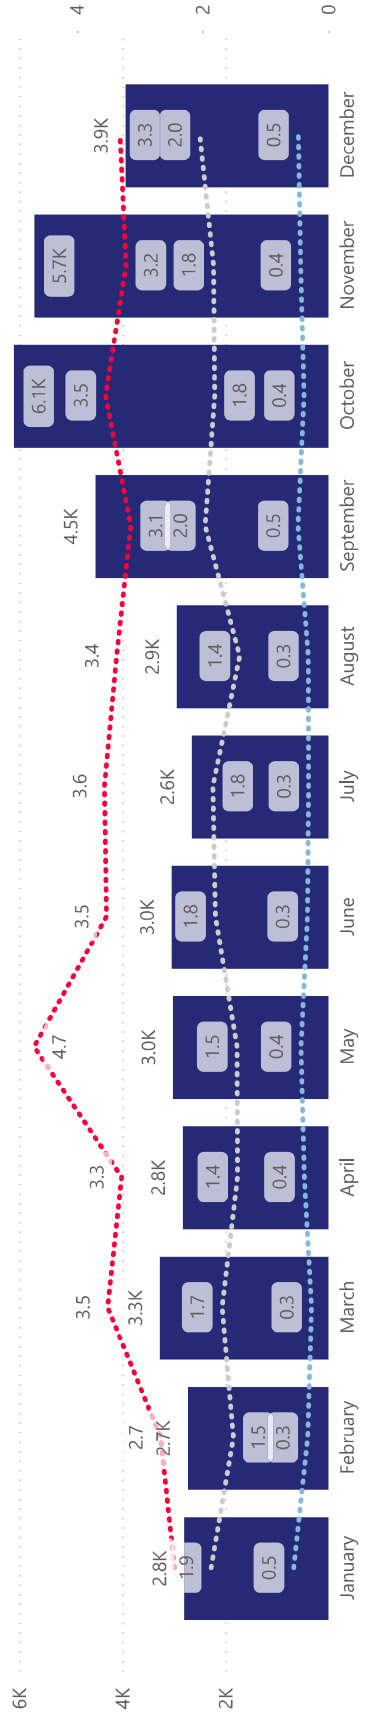 6K
4K
2K
4
2
0
2.8K
2.7K
3.3K
2.8K
3.0K
3.0K
2.6K
2.9K
4.5K
6.1K
5.7K
3.9K
2.7
3.5
3.3
4.7
3.5
3.6
3.4
3.1
3.5
3.2
3.3
1.9
1.5
1.7
1.4
1.5
1.8
1.8
1.4
2.0
1.8
1.8
2.0
0.5
0.3
0.3
0.4
0.4
0.3
0.3
0.3
0.5
0.4
0.4
0.5
January
February
March
April
May
June
July
August
September
October
November
December